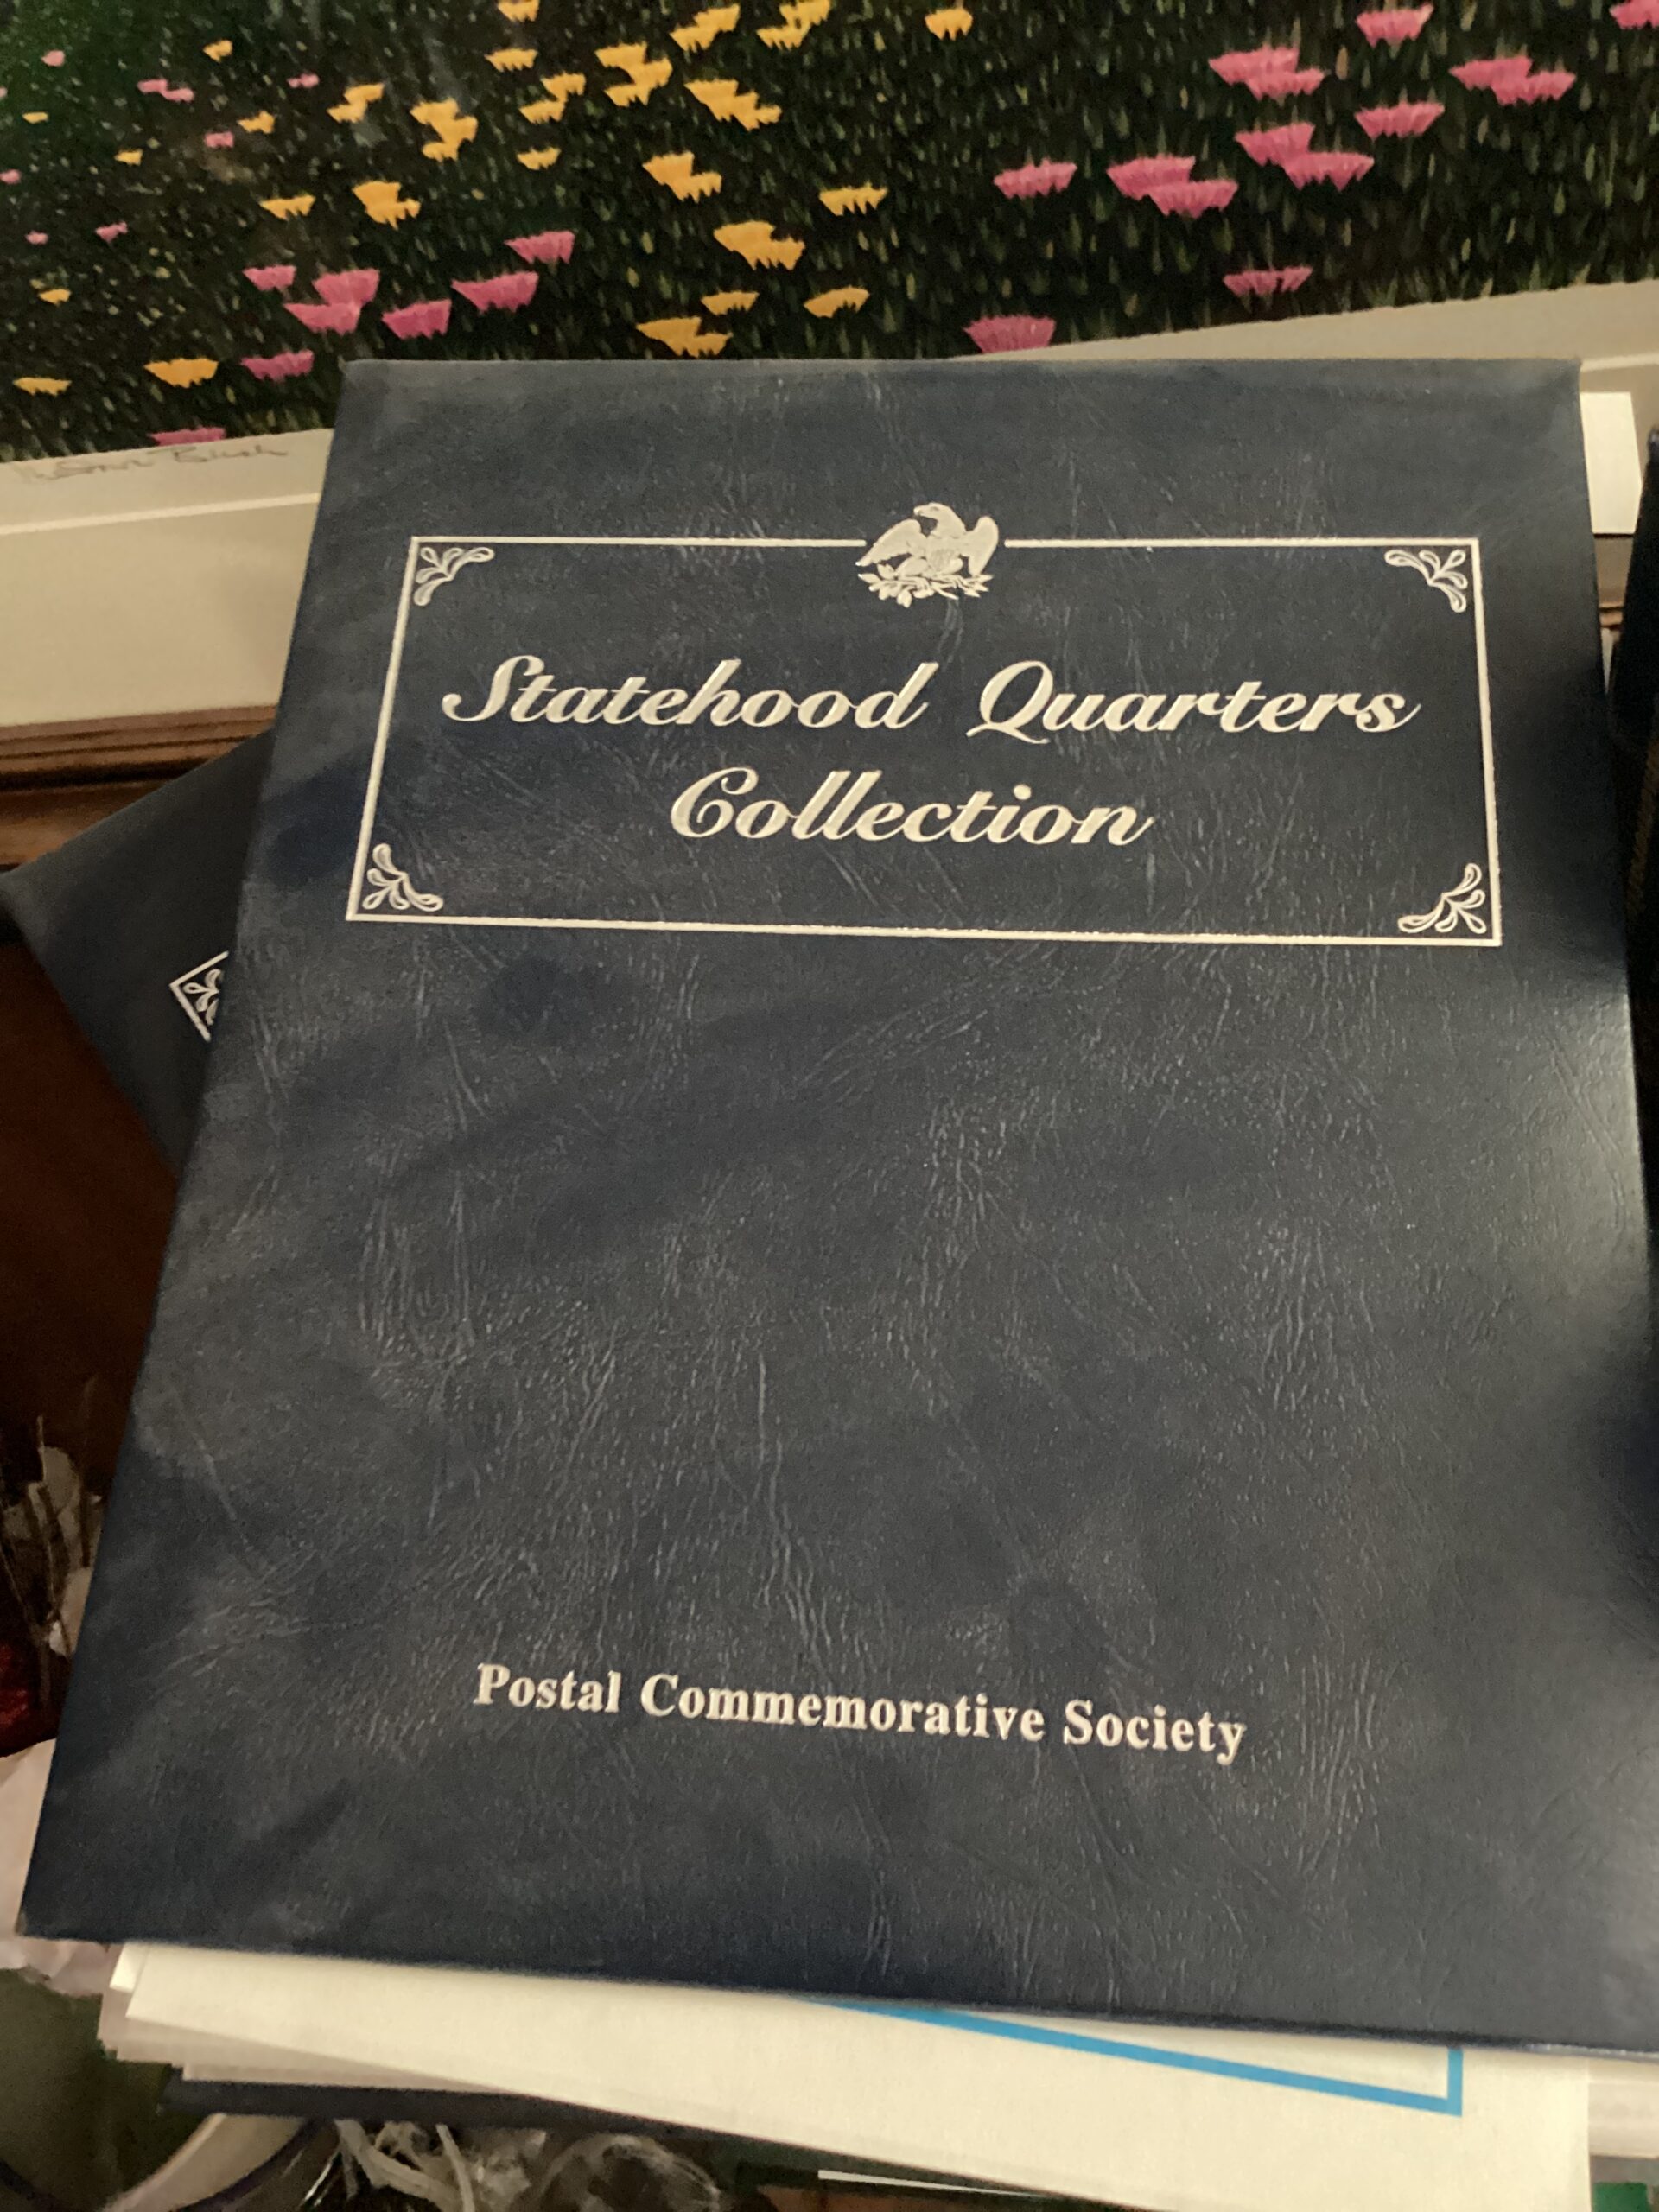 Statehood Quarters
Collection
Postal Commemorative Society